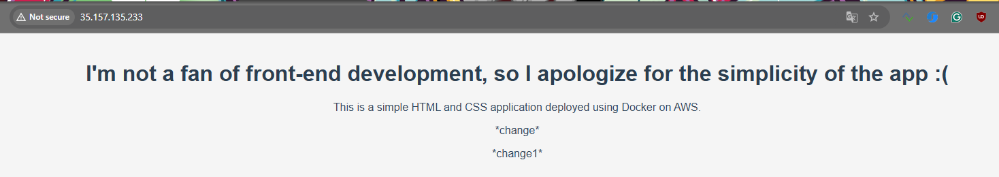 Not secure 35.157.135.233
I'm not a fan of front-end development, so I apologize for the simplicity of the app :(
This is a simple HTML and CSS application deployed using Docker on AWS.
*change*
*change1*